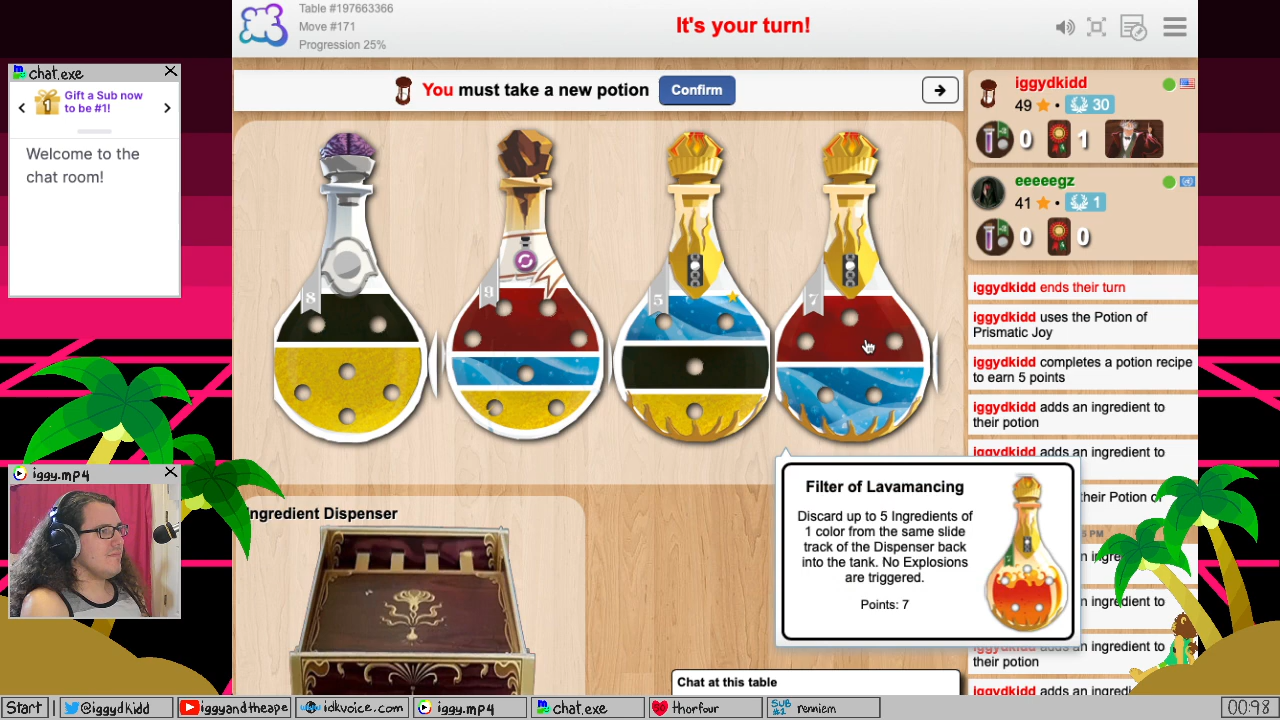 Table #197663366
Move #171
Progression 25%
It's your turn!
chat.exe
Gift a Sub now
to be #1!
1
Welcome to the
chat room!
You must take a new potion
Confirm
iggydkidd
49 • 30
0 1
eeeeegz
41 • 1
0 0
8
9
5
7
iggydkidd ends their turn
iggydkidd uses the Potion of
Prismatic Joy
iggydkidd completes a potion recipe
to earn 5 points
iggydkidd adds an ingredient to
their potion
iggydkidd adds an ingredient to
their Potion of
PM
adds an ingredient to
their potion
iggydkidd adds an ingredient to
Filter of Lavamancing
Discard up to 5 Ingredients of
1 color from the same slide
track of the Dispenser back
into the tank. No Explosions
are triggered.
Points: 7
iggy.mp4
Ingredient Dispenser
Chat at this table
Start
@iggydkidd
iggyandtheape
idkvoice.com
iggy.mp4
chat.exe
thorfour
SUB #1
renniem
00:98